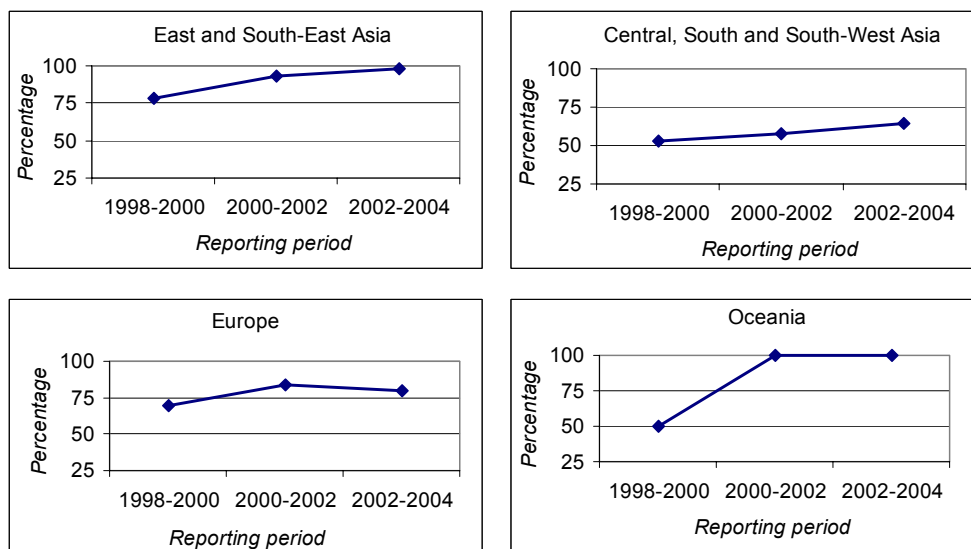 East and South-East Asia
Percentage
100
75
50
25
1998-2000 2000-2002 2002-2004
Reporting period
Central, South and South-West Asia
Percentage
100
75
50
25
1998-2000 2000-2002 2002-2004
Reporting period
Europe
Percentage
100
75
50
25
1998-2000 2000-2002 2002-2004
Reporting period
Oceania
Percentage
100
75
50
25
1998-2000 2000-2002 2002-2004
Reporting period